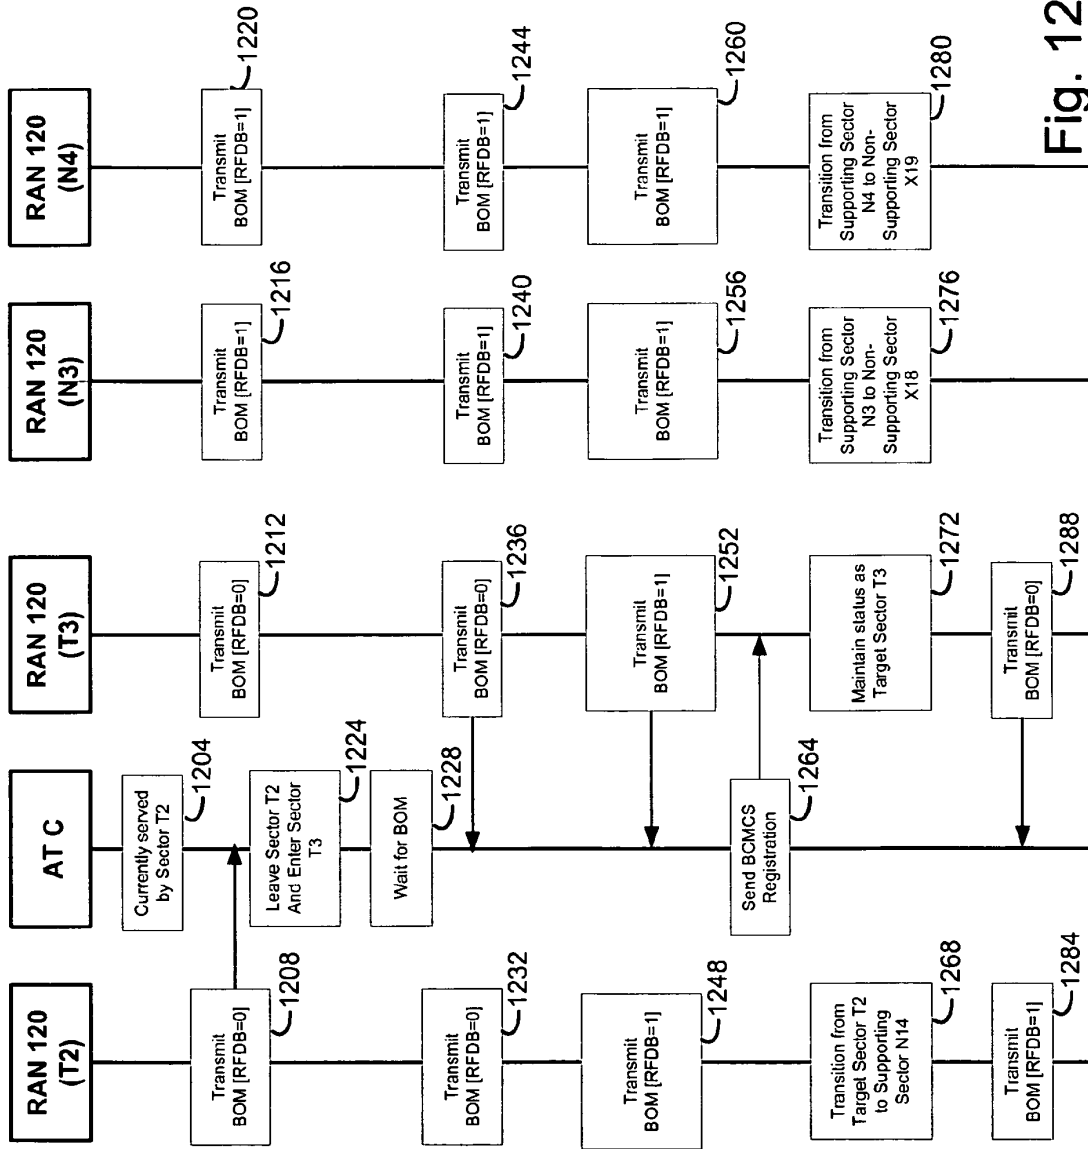 RAN 120
(T2)
AT C
RAN 120
(T3)
RAN 120
(N3)
RAN 120
(N4)
Currently served
by Sector T2
1204
Transmit
BOM [RFDB=0]
1208
Transmit
BOM [RFDB=0]
1212
Transmit
BOM [RFDB=1]
1216
Transmit
BOM [RFDB=1]
1220
Leave Sector T2
And Enter Sector
T3
1224
Wait for BOM
1228
Transmit
BOM [RFDB=0]
1232
Transmit
BOM [RFDB=0]
1236
Transmit
BOM [RFDB=1]
1240
Transmit
BOM [RFDB=1]
1244
Transmit
BOM [RFDB=1]
1248
Transmit
BOM [RFDB=1]
1252
Transmit
BOM [RFDB=1]
1256
Transmit
BOM [RFDB=1]
1260
Send BCMCS
Registration
1264
Transition from
Target Sector T2
to Supporting
Sector N14
1268
Maintain status as
Target Sector T3
1272
Transition from
Supporting Sector
N3 to Non-
Supporting Sector
X18
1276
Transition from
Supporting Sector
N4 to Non-
Supporting Sector
X19
1280
Transmit
BOM [RFDB=1]
1284
Transmit
BOM [RFDB=0]
1288
Fig. 12